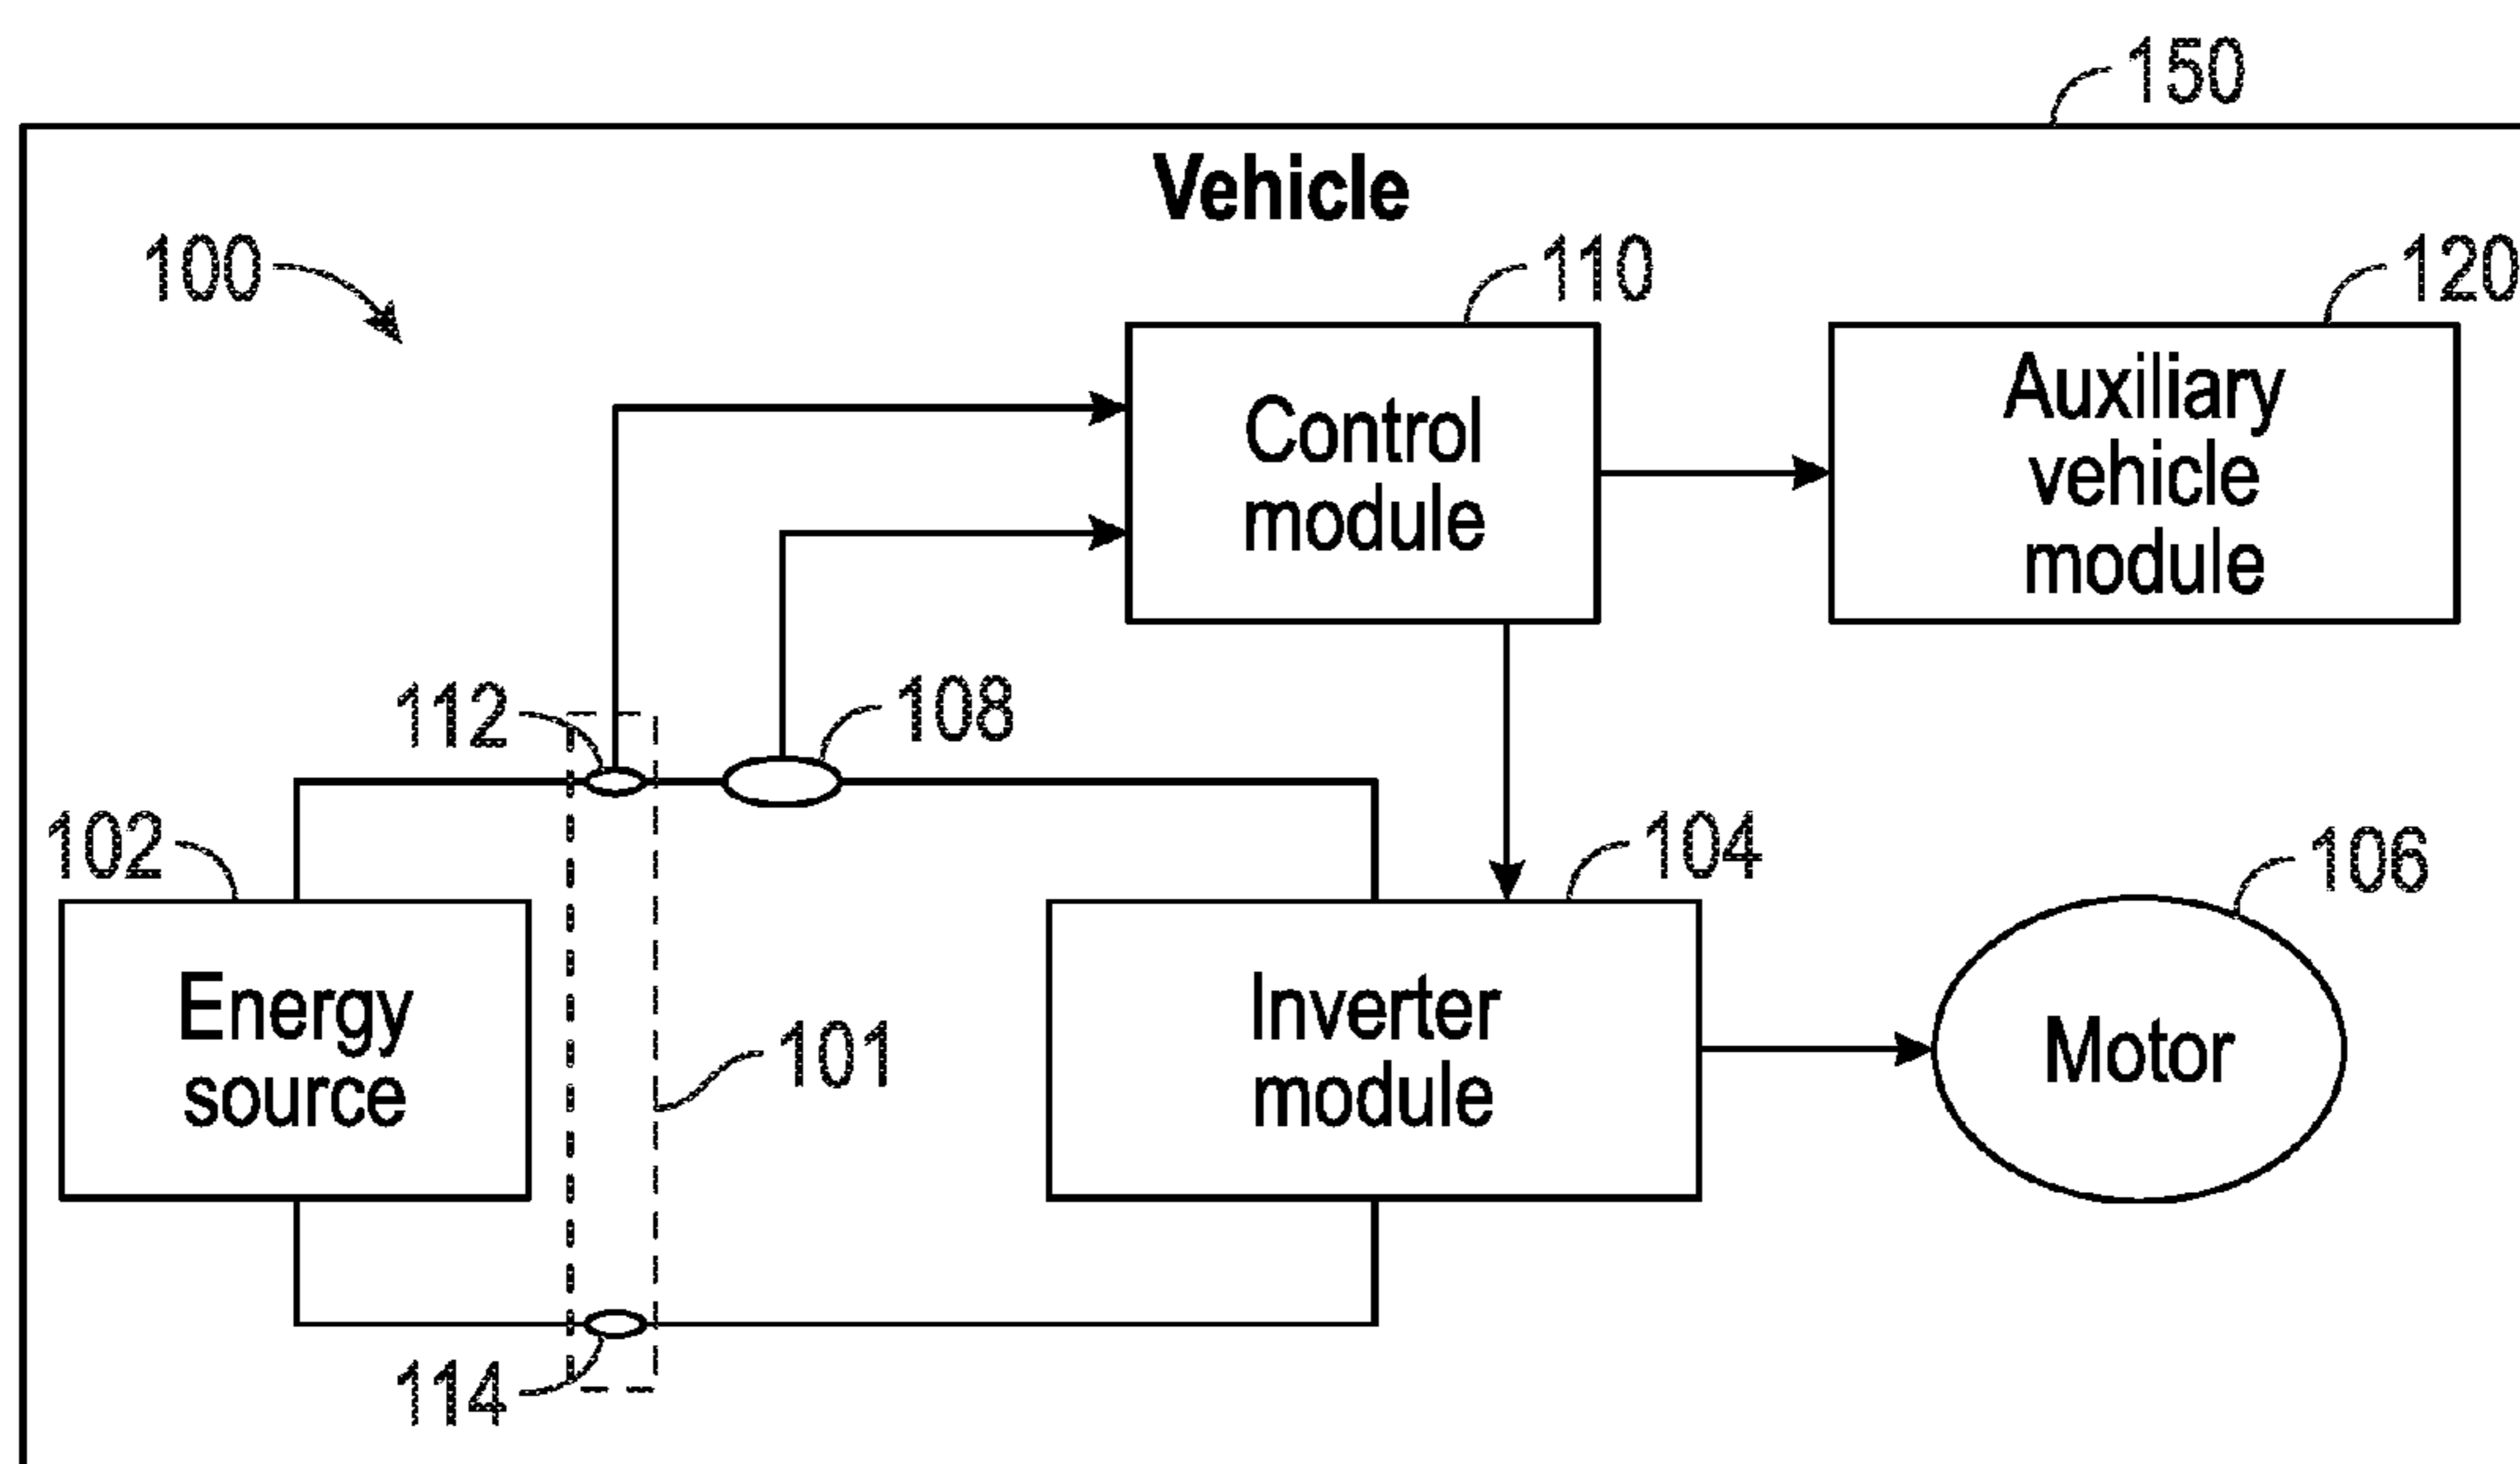 150
Vehicle
100
110
120
Control
module
Auxiliary
vehicle
module
112
108
102
104
106
Energy
source
101
Inverter
module
Motor
114